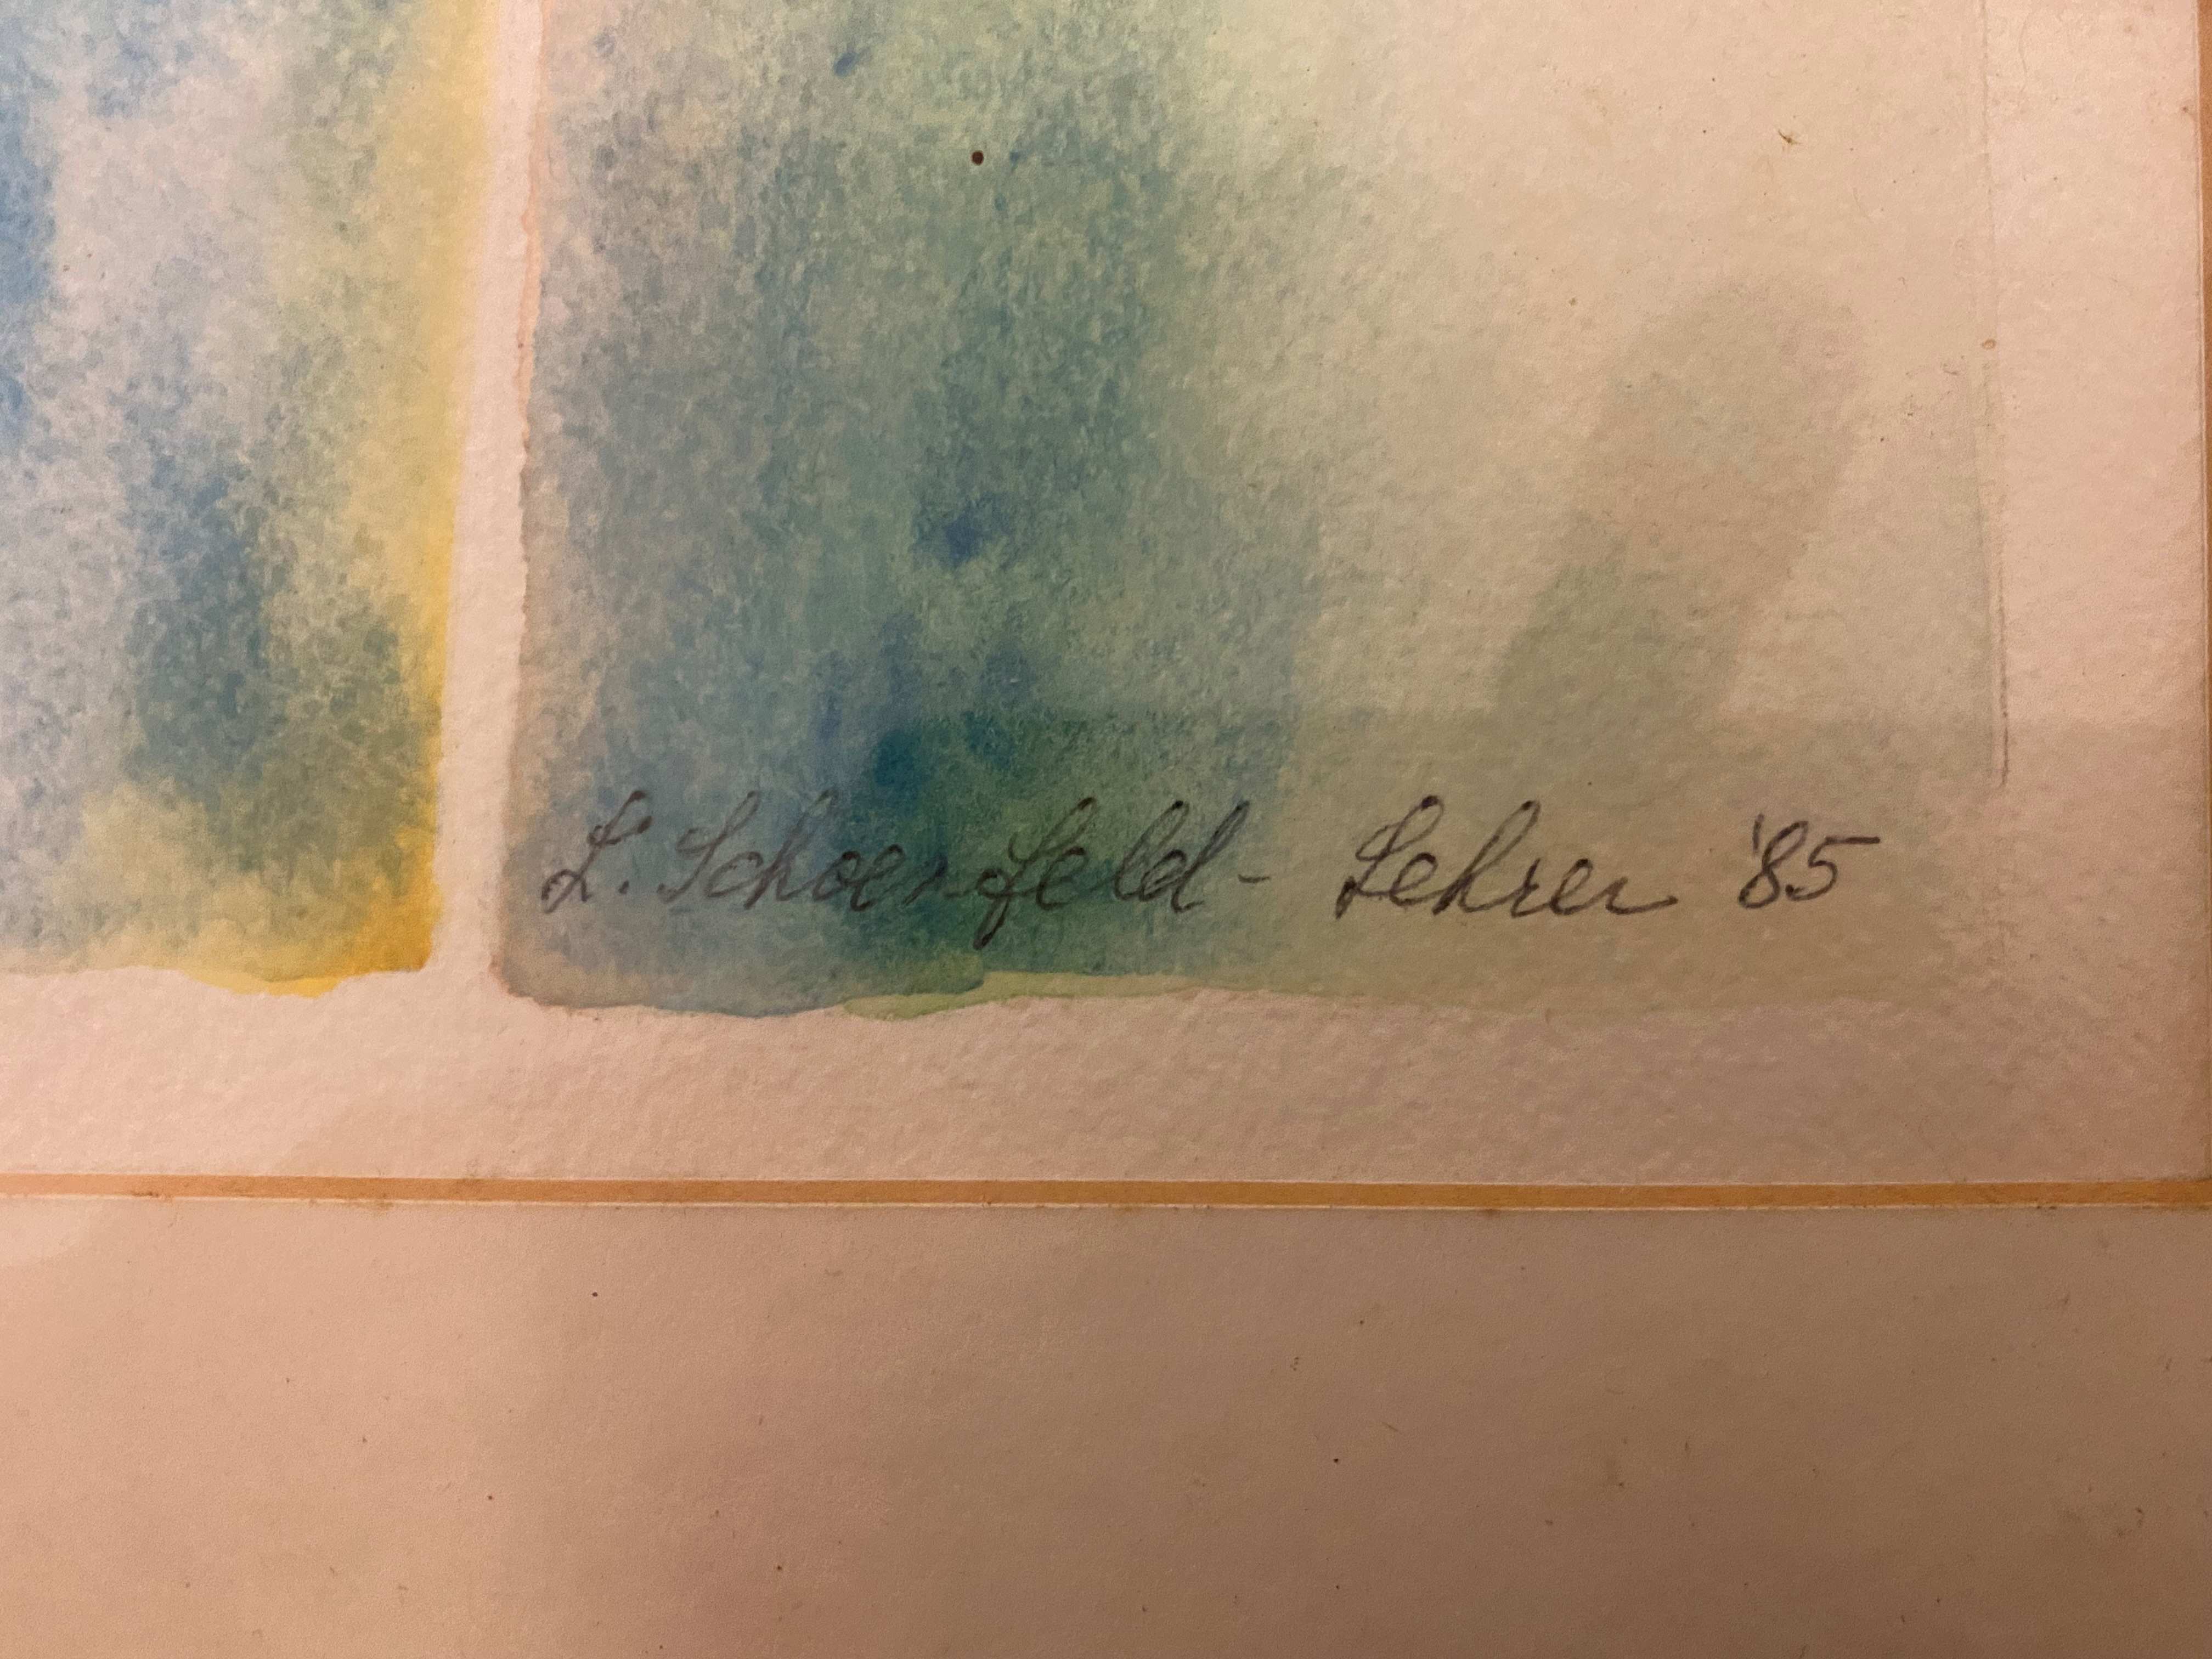 L. Schoenfeld - Lehrer '85